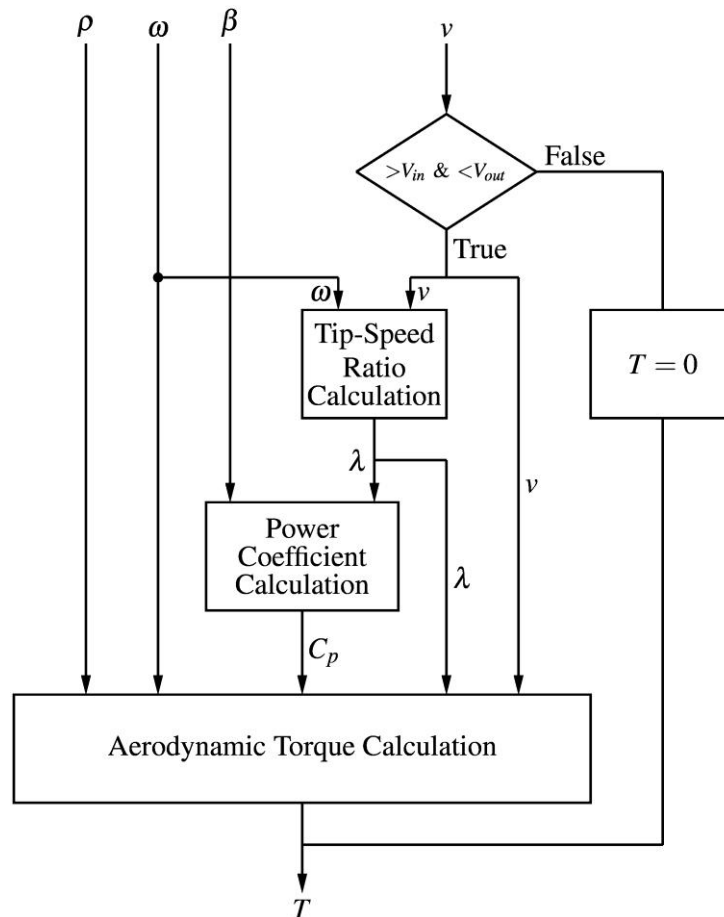 ρ ω β v
>V_in & <V_out
False
True
ω v
Tip-Speed
Ratio
Calculation
T = 0
λ
v
Power
Coefficient
Calculation
λ
C_p
Aerodynamic Torque Calculation
T